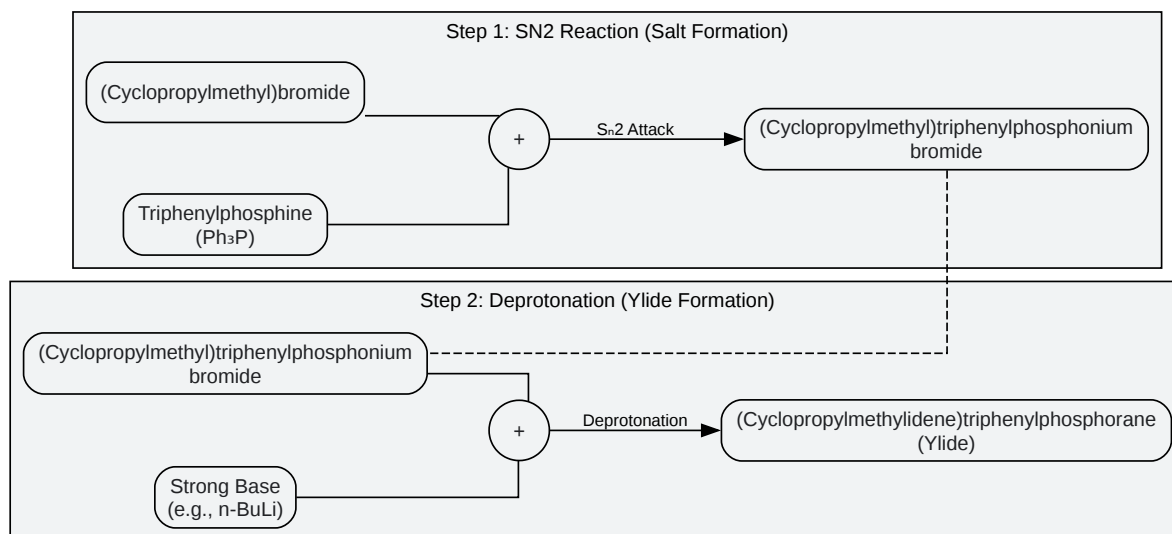 Step 1: SN2 Reaction (Salt Formation)
(Cyclopropylmethyl)bromide
+
Sₙ2 Attack
(Cyclopropylmethyl)triphenylphosphonium
bromide
Triphenylphosphine
(Ph₃P)
Step 2: Deprotonation (Ylide Formation)
(Cyclopropylmethyl)triphenylphosphonium
bromide
+
Deprotonation
(Cyclopropylmethylidene)triphenylphosphorane
(Ylide)
Strong Base
(e.g., n-BuLi)